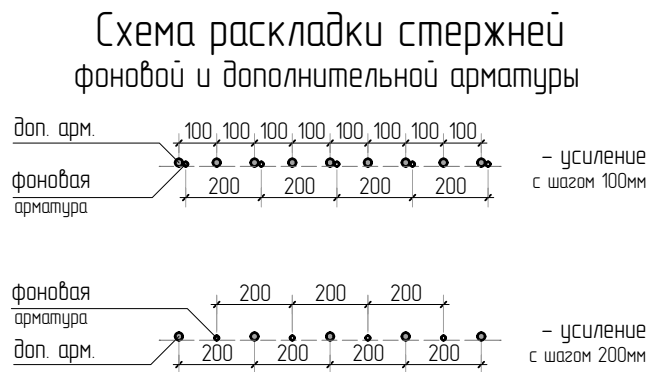 Схема раскладки стержней
фоновой и дополнительной арматуры
доп. арм.
100 100 100 100 100 100 100 100
фоновая
арматура
200 200 200 200
– усиление
с шагом 100мм
фоновая
арматура
200 200 200
доп. арм.
200 200 200 200
– усиление
с шагом 200мм